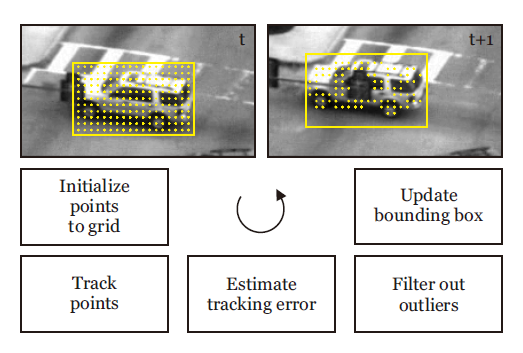 t
t+1
Initialize
points
to grid
Update
bounding box
Track
points
Estimate
tracking error
Filter out
outliers